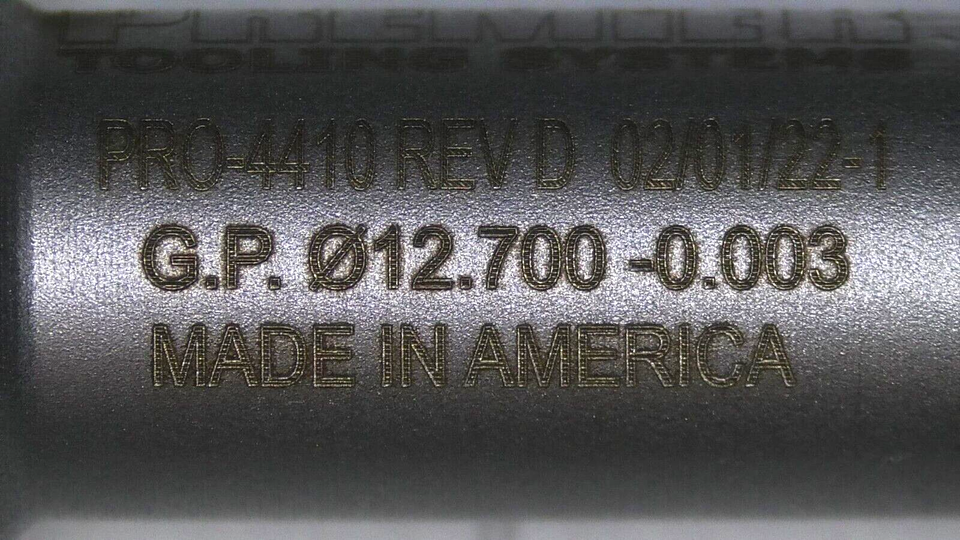 TOOLING SYSTEMS
PRO-4410 REV D 02/01/22-1
G.P. Ø12.700 -0.003
MADE IN AMERICA